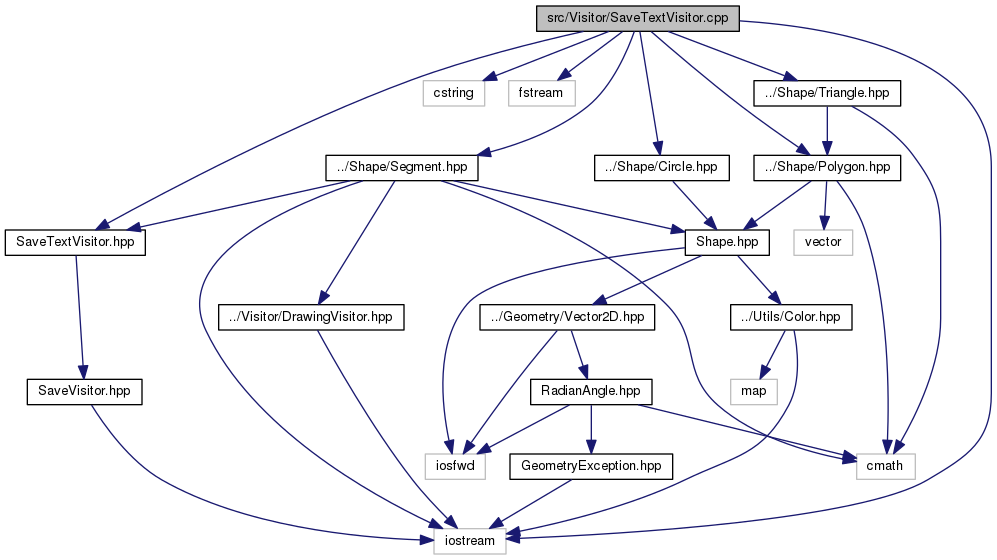 src/Visitor/SaveTextVisitor.cpp
cstring
fstream
../Shape/Triangle.hpp
../Shape/Segment.hpp
../Shape/Circle.hpp
../Shape/Polygon.hpp
SaveTextVisitor.hpp
Shape.hpp
vector
../Visitor/DrawingVisitor.hpp
../Geometry/Vector2D.hpp
../Utils/Color.hpp
SaveVisitor.hpp
RadianAngle.hpp
map
iosfwd
GeometryException.hpp
cmath
iostream